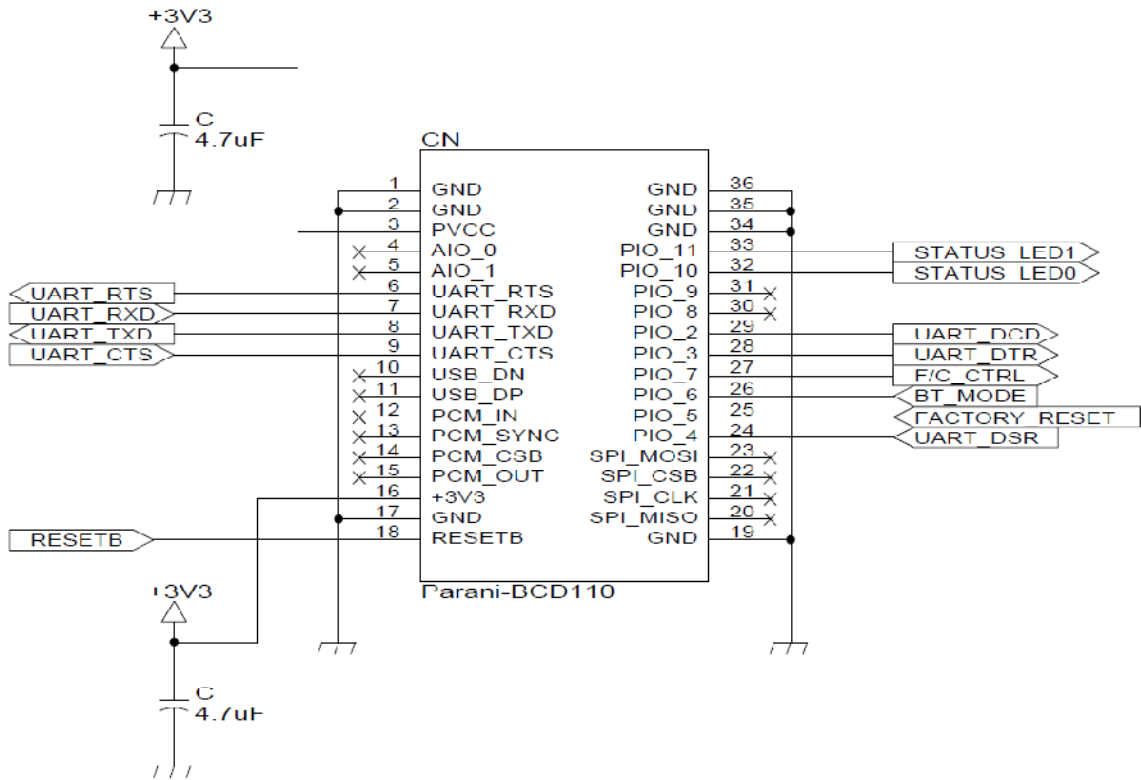 +3V3
C
4.7uF
CN
1 GND GND 36
2 GND GND 35
3 PVCC GND 34
4 AIO_0 PIO_11 33 STATUS_LED1
5 AIO_1 PIO_10 32 STATUS_LED0
UART_RTS 6 UART_RTS PIO_9 31
UART_RXD 7 UART_RXD PIO_8 30
UART_TXD 8 UART_TXD PIO_2 29 UART_DCD
UART_CTS 9 UART_CTS PIO_3 28 UART_DTR
10 USB_DN PIO_7 27 F/C_CTRL
11 USB_DP PIO_6 26 BT_MODE
12 PCM_IN PIO_5 25 FACTORY_RESET
13 PCM_SYNC PIO_4 24 UART_DSR
14 PCM_CSB SPI_MOSI 23
15 PCM_OUT SPI_CSB 22
16 +3V3 SPI_CLK 21
17 GND SPI_MISO 20
RESETB 18 RESETB GND 19
Parani-BCD110
+3V3
C
4.7uF